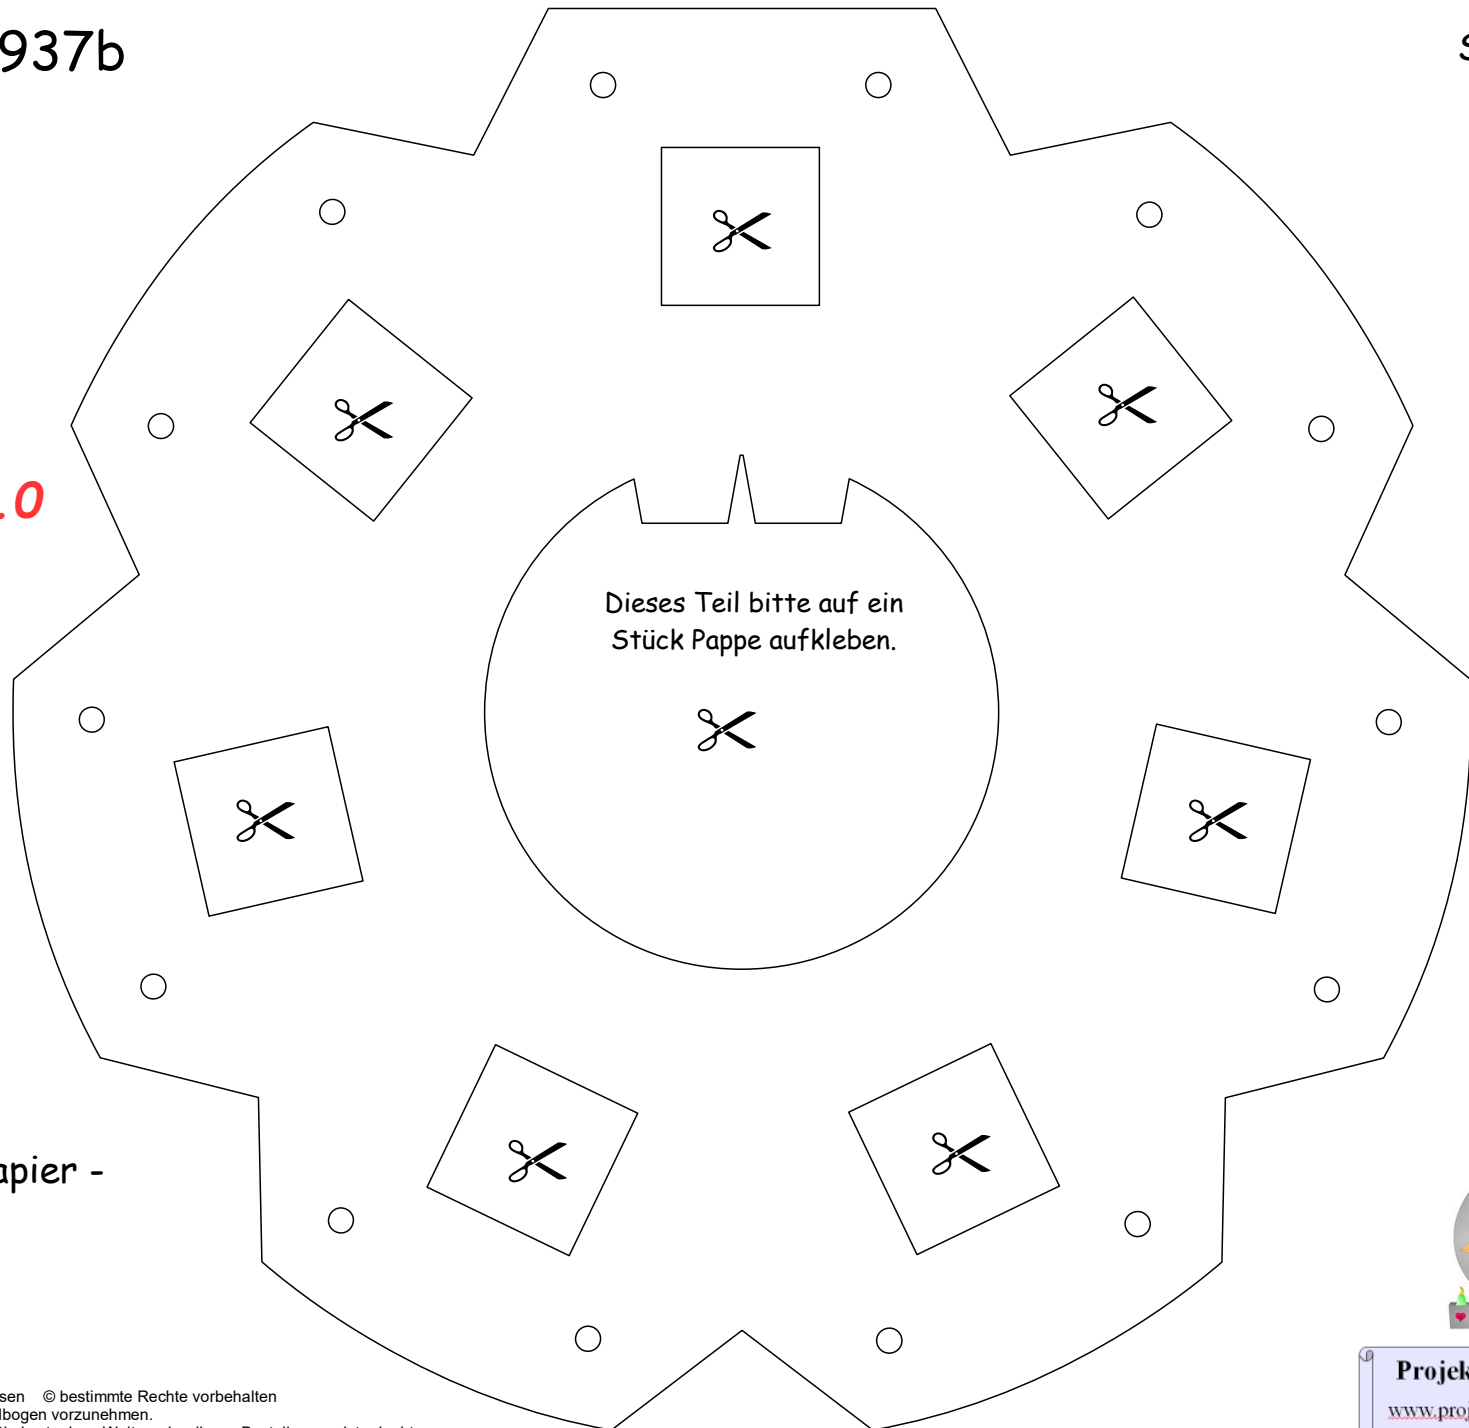 937b
.0
Dieses Teil bitte auf ein
Stück Pappe aufkleben.
apier -
sen © bestimmte Rechte vorbehalten
lbogen vorzunehmen.
Projek
www.proj